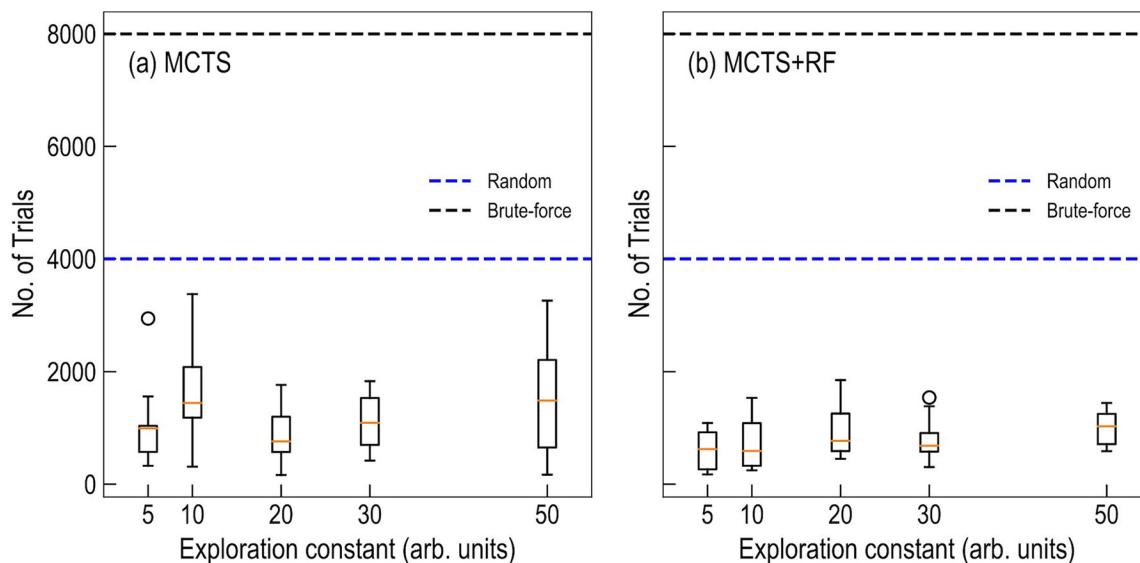 (a) MCTS
No. of Trials
8000
6000
4000
2000
0
Random
Brute-force
5 10 20 30 50
Exploration constant (arb. units)
(b) MCTS+RF
No. of Trials
Random
Brute-force
5 10 20 30 50
Exploration constant (arb. units)